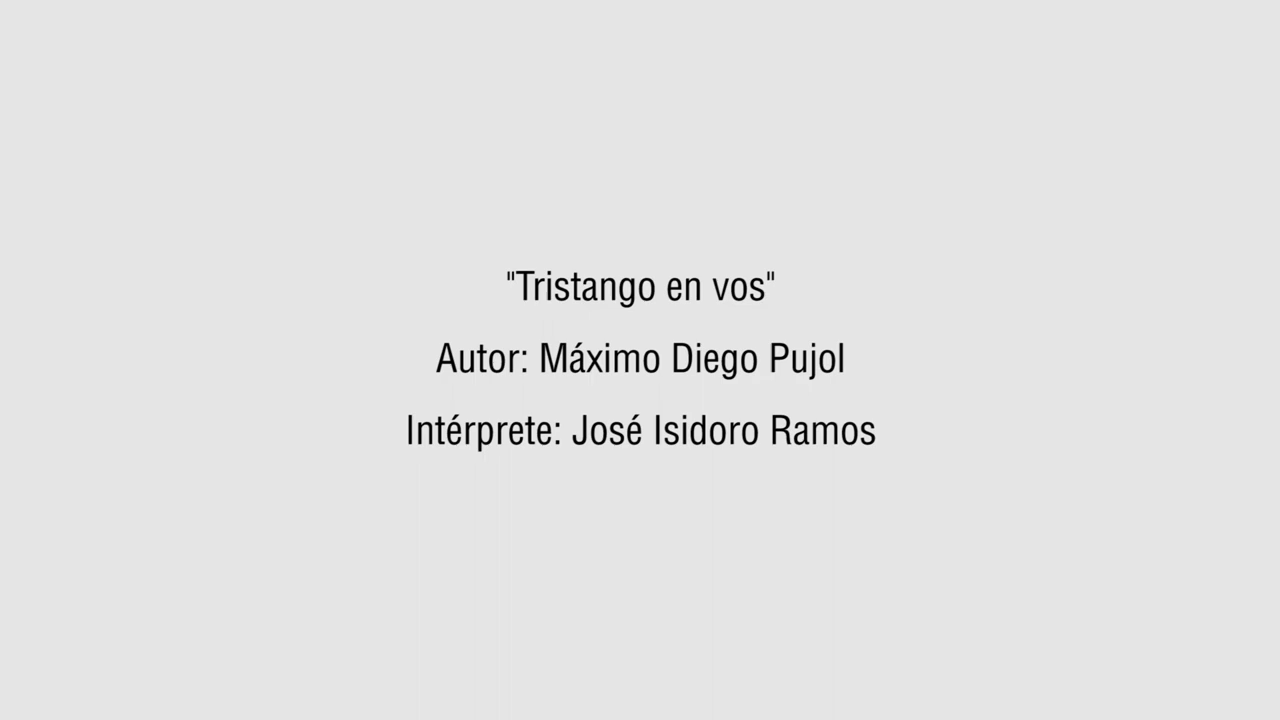 "Tristango en vos"
Autor: Máximo Diego Pujol
Intérprete: José Isidoro Ramos